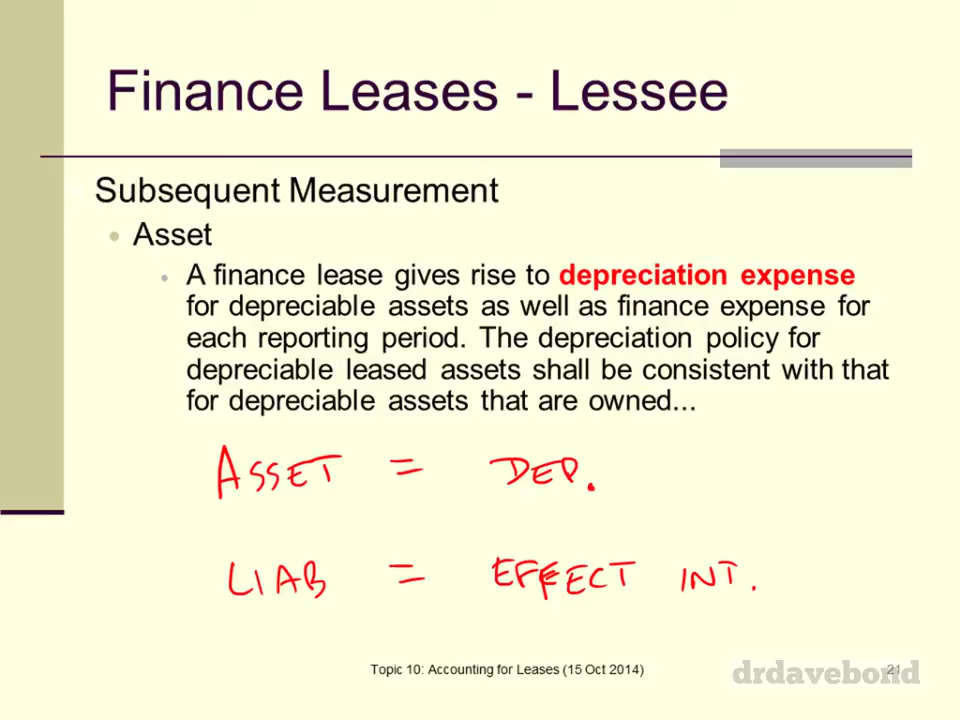 Finance Leases - Lessee
Subsequent Measurement
Asset
A finance lease gives rise to depreciation expense
for depreciable assets as well as finance expense for
each reporting period. The depreciation policy for
depreciable leased assets shall be consistent with that
for depreciable assets that are owned...
ASSET = DEP.
LIAB = EFFECT INT.
Topic 10: Accounting for Leases (15 Oct 2014)
drdavebond
21